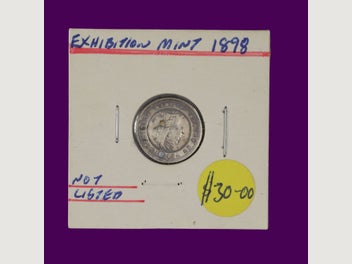 EXHIBITION MINT 1898
NOT
LISTED
$30-00